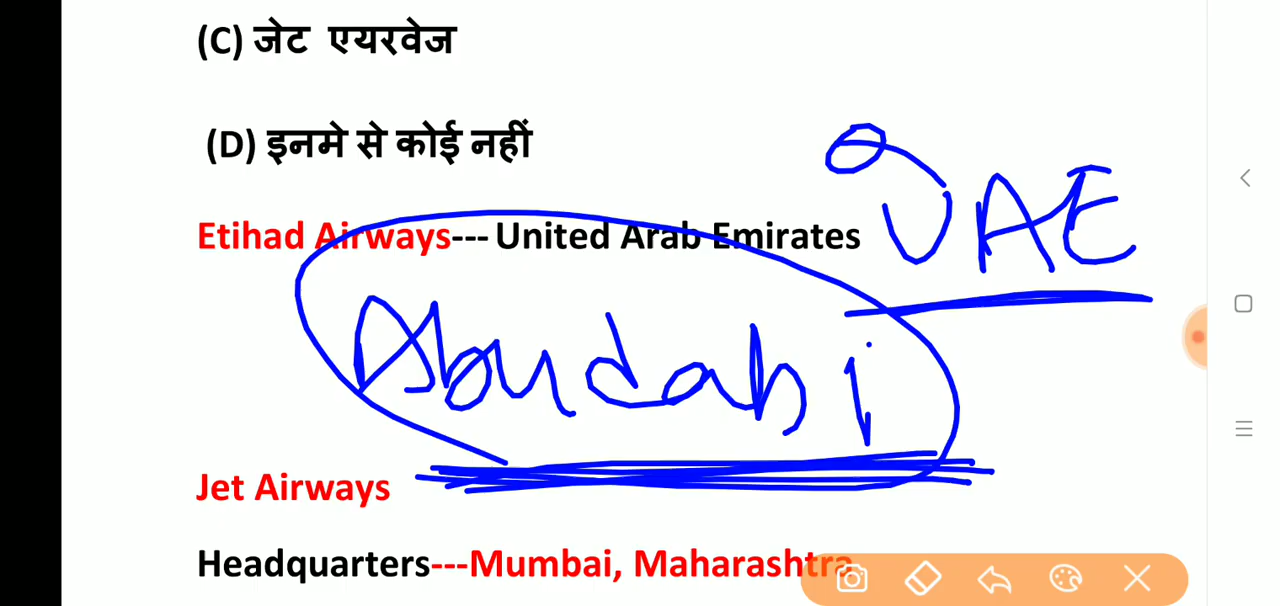 (C) जेट एयरवेज
(D) इनमे से कोई नहीं
UAE
Etihad Airways--- United Arab Emirates
Abudabi
Jet Airways
Headquarters---Mumbai, Maharashtra